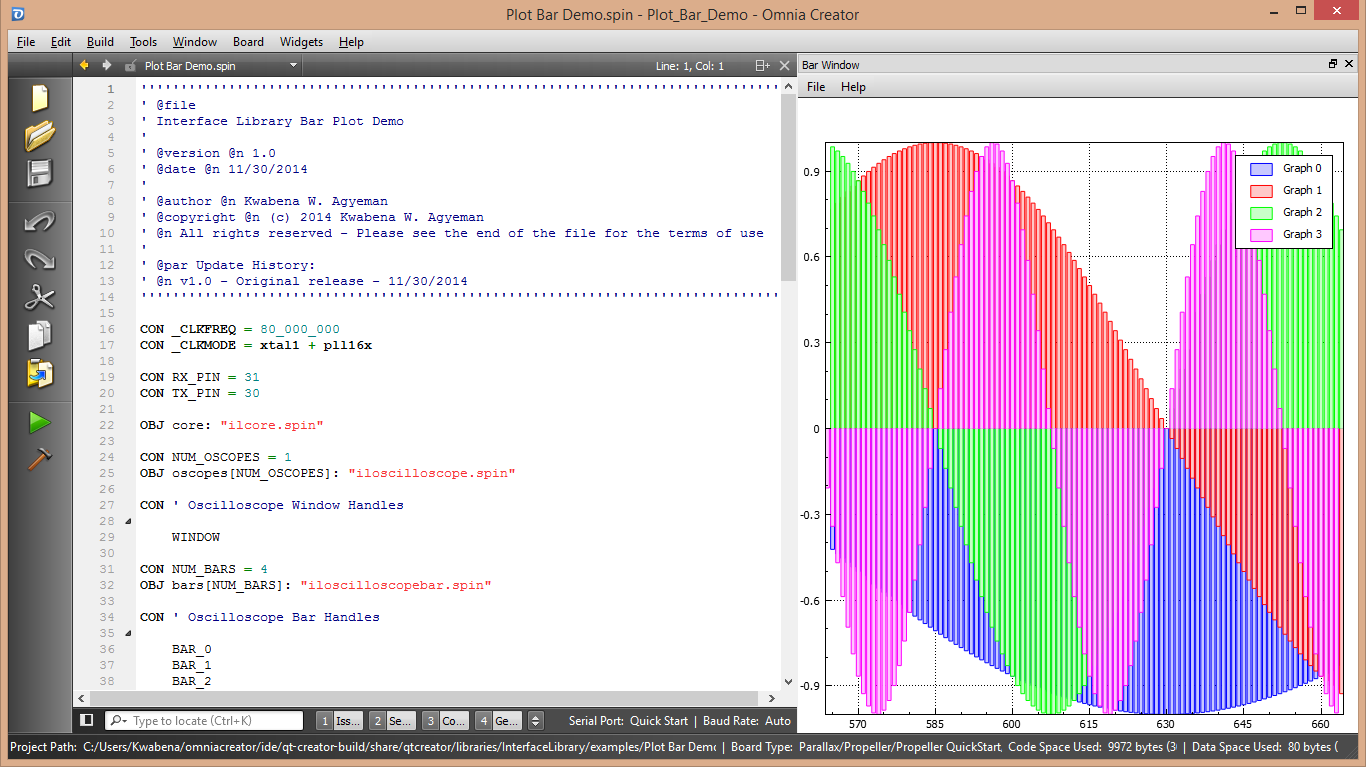 Plot Bar Demo.spin - Plot_Bar_Demo - Omnia Creator
File Edit Build Tools Window Board Widgets Help
Plot Bar Demo.spin Line: 1, Col: 1
1 ''''''''''''''''''''''''''''''''''''''''''''''''''''''''''''''''''''''''''''''''
2 ' @file
3 ' Interface Library Bar Plot Demo
4 '
5 ' @version @n 1.0
6 ' @date @n 11/30/2014
7 '
8 ' @author @n Kwabena W. Agyeman
9 ' @copyright @n (c) 2014 Kwabena W. Agyeman
10 ' @n All rights reserved - Please see the end of the file for the terms of use
11 '
12 ' @par Update History:
13 ' @n v1.0 - Original release - 11/30/2014
14 ''''''''''''''''''''''''''''''''''''''''''''''''''''''''''''''''''''''''''''''''
15
16 CON _CLKFREQ = 80_000_000
17 CON _CLKMODE = xtal1 + pll16x
18
19 CON RX_PIN = 31
20 CON TX_PIN = 30
21
22 OBJ core: "ilcore.spin"
23
24 CON NUM_OSCOPES = 1
25 OBJ oscopes[NUM_OSCOPES]: "iloscilloscope.spin"
26
27 CON ' Oscilloscope Window Handles
28
29 WINDOW
30
31 CON NUM_BARS = 4
32 OBJ bars[NUM_BARS]: "iloscilloscopebar.spin"
33
34 CON ' Oscilloscope Bar Handles
35
36 BAR_0
37 BAR_1
38 BAR_2
Bar Window
File Help
Graph 0
Graph 1
Graph 2
Graph 3
0.9
0.6
0.3
0
-0.3
-0.6
-0.9
570 585 600 615 630 645 660
Type to locate (Ctrl+K) 1 Iss... 2 Se... 3 Co... 4 Ge... Serial Port: Quick Start | Baud Rate: Auto
Project Path: C:/Users/Kwabena/omniacreator/ide/qt-creator-build/share/qtcreator/libraries/InterfaceLibrary/examples/Plot Bar Demo | Board Type: Parallax/Propeller/Propeller QuickStart Code Space Used: 9972 bytes (3 | Data Space Used: 80 bytes (